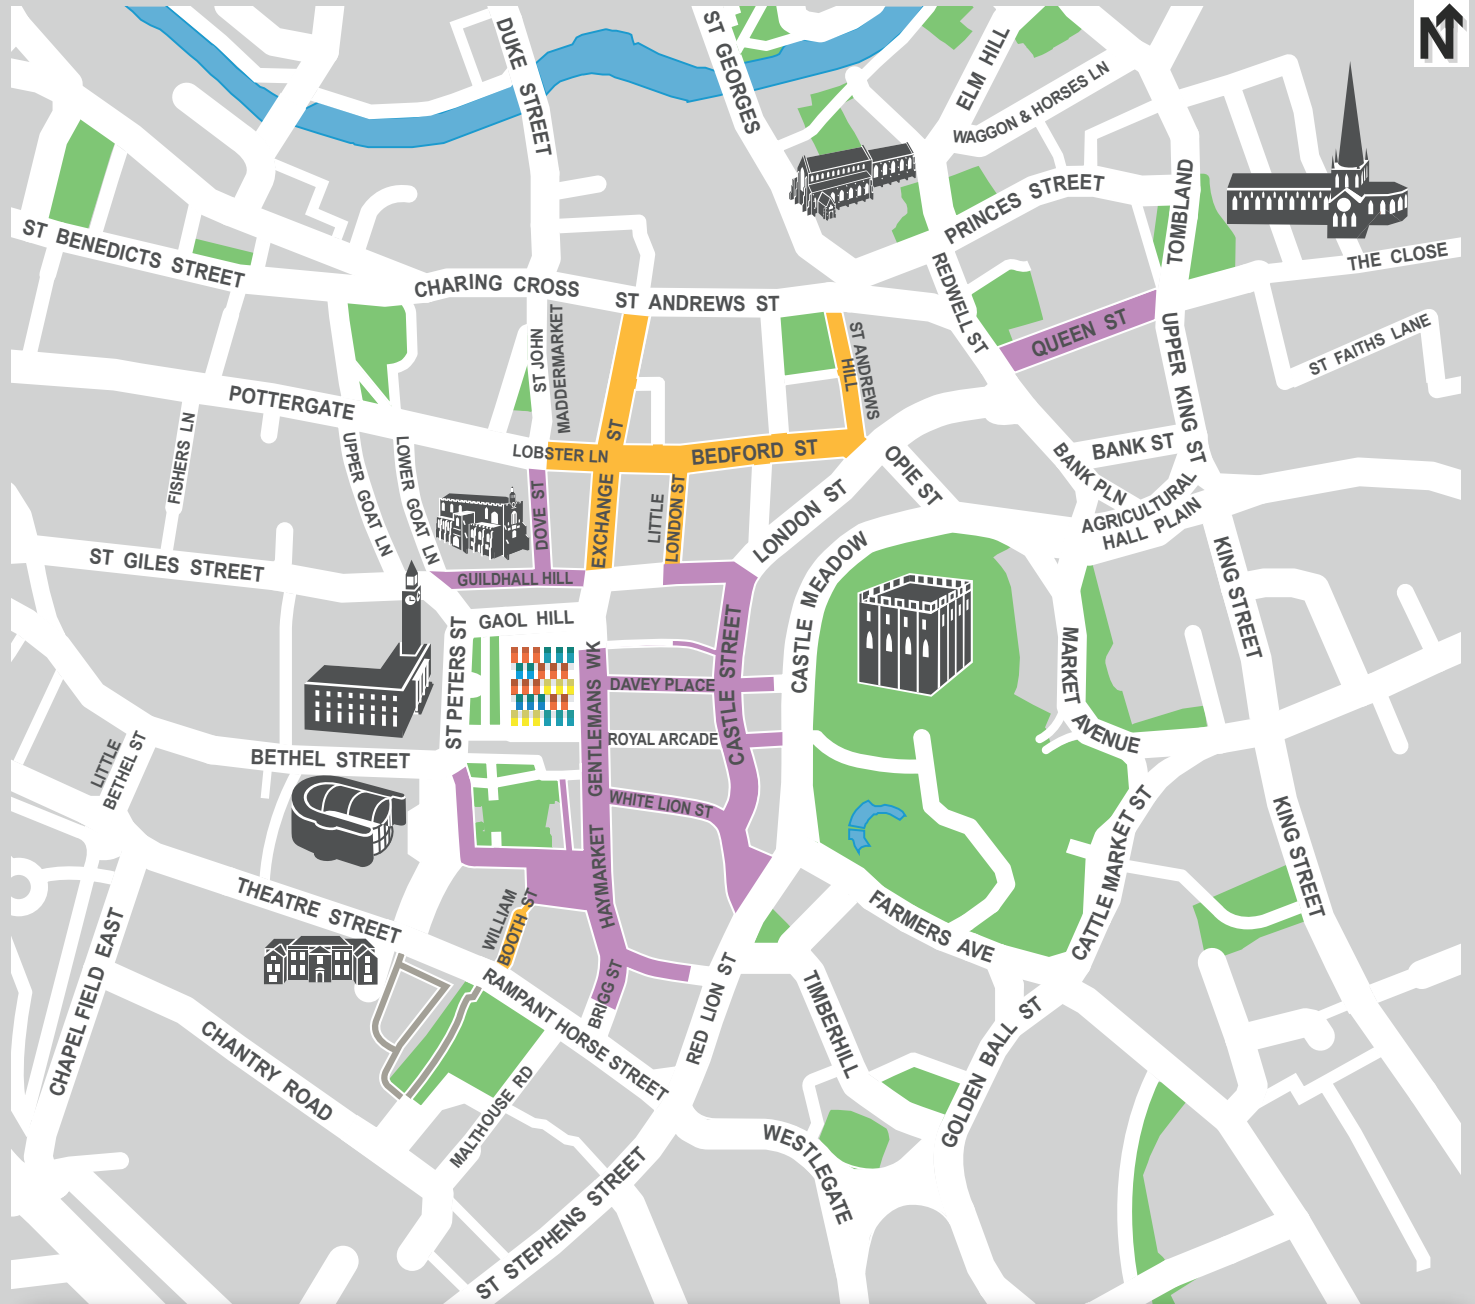 N
DUKE STREET
ST GEORGES
ELM HILL
WAGGON & HORSES LN
PRINCES STREET
TOMBLAND
THE CLOSE
ST BENEDICTS STREET
CHARING CROSS
ST ANDREWS ST
REDWELL ST
QUEEN ST
UPPER KING ST
ST FAITHS LANE
ST JOHN
MADDERMARKET
ST ANDREWS
HILL
POTTERGATE
FISHERS LN
UPPER GOAT LN
LOWER GOAT LN
LOBSTER LN
EXCHANGE ST
BEDFORD ST
OPIE ST
BANK ST
BANK PLN
AGRICULTURAL
HALL PLAIN
DOVE ST
LITTLE
LONDON ST
LONDON ST
ST GILES STREET
GUILDHALL HILL
GAOL HILL
CASTLE MEADOW
KING STREET
ST PETERS ST
GENTLEMANS WK
DAVEY PLACE
CASTLE STREET
ROYAL ARCADE
MARKET
AVENUE
BETHEL STREET
LITTLE
BETHEL ST
WHITE LION ST
CATTLE MARKET ST
KING STREET
HAYMARKET
THEATRE STREET
WILLIAM
BOOTH ST
FARMERS AVE
CHAPEL FIELD EAST
RAMPANT HORSE STREET
BRIGG ST
RED LION ST
TIMBERHILL
GOLDEN BALL ST
CHANTRY ROAD
MALTHOUSE RD
WESTLEGATE
ST STEPHENS STREET